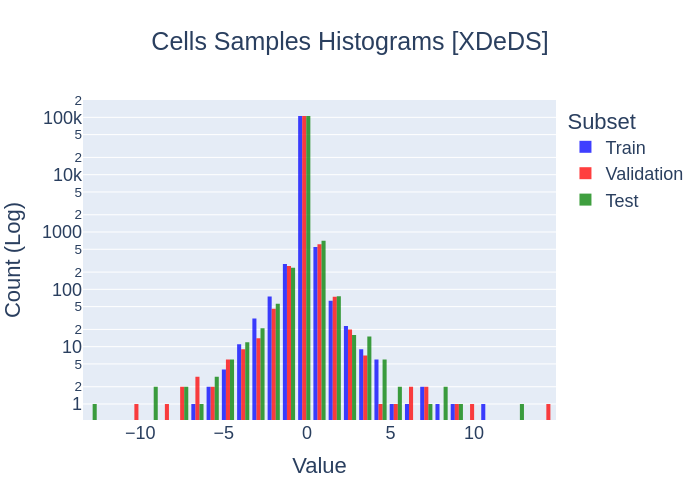 Cells Samples Histograms [XDeDS]
Subset
Train
Validation
Test
Count (Log)
2
100k
5
2
10k
5
2
1000
5
2
100
5
2
10
5
2
1
−10 −5 0 5 10
Value